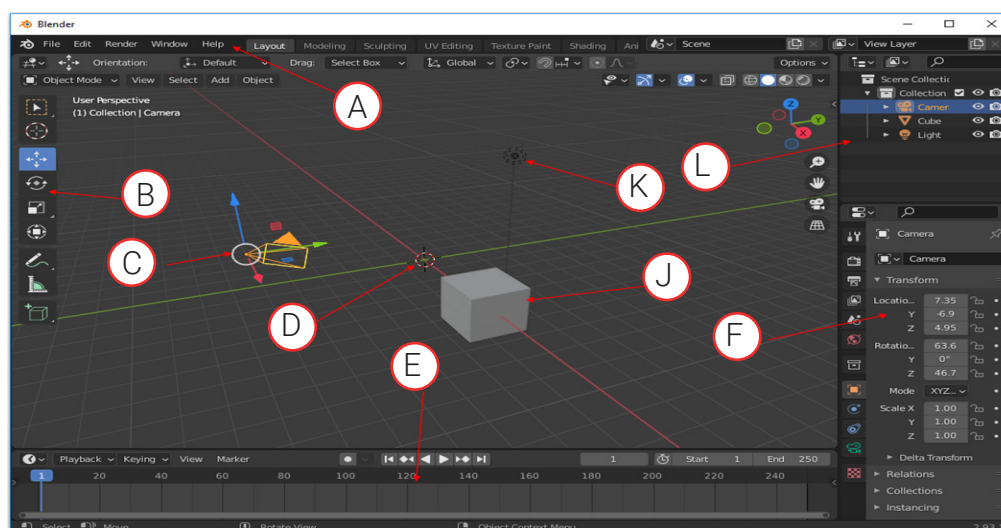 Blender
File Edit Render Window Help Layout Modeling Sculpting UV Editing Texture Paint Shading Ani Scene View Layer
Orientation: Default Drag: Select Box Global Options
Object Mode View Select Add Object
User Perspective
(1) Collection | Camera
Scene Collectic
Collection
Camer
Cube
Light
Z
Y
X
A
B
C
D
E
F
J
K
L
Camera
Camera
Transform
Locatio... 7.35
Y -6.9
Z 4.95
Rotatio... 63.6
Y 0°
Z 46.7
Mode XYZ...
Scale X 1.00
Y 1.00
Z 1.00
Delta Transform
Relations
Collections
Instancing
Playback Keying View Marker 1 Start 1 End 250
1 20 40 60 80 100 120 140 160 180 200 220 240
Select Move Rotate View Object Context Menu 2.93